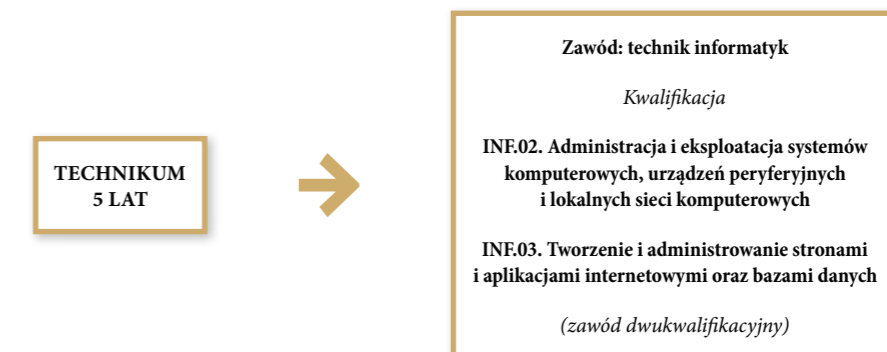 TECHNIKUM
5 LAT
Zawód: technik informatyk
Kwalifikacja
INF.02. Administracja i eksploatacja systemów
komputerowych, urządzeń peryferyjnych
i lokalnych sieci komputerowych
INF.03. Tworzenie i administrowanie stronami
i aplikacjami internetowymi oraz bazami danych
(zawód dwukwalifikacyjny)